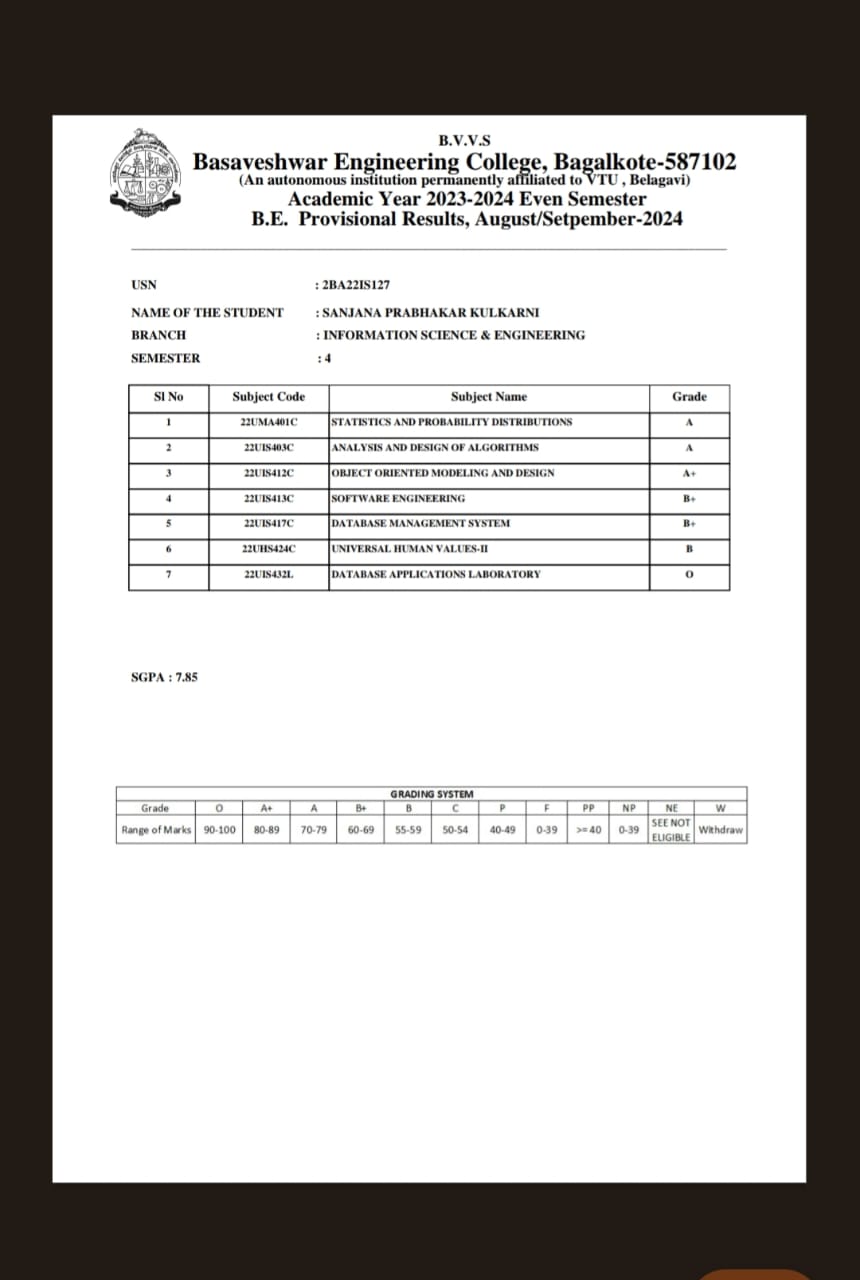 B.V.V.S
Basaveshwar Engineering College, Bagalkote-587102
(An autonomous institution permanently affiliated to VTU , Belagavi)
Academic Year 2023-2024 Even Semester
B.E. Provisional Results, August/Setpember-2024
USN : 2BA22IS127
NAME OF THE STUDENT : SANJANA PRABHAKAR KULKARNI
BRANCH : INFORMATION SCIENCE & ENGINEERING
SEMESTER : 4
Sl No Subject Code Subject Name Grade
1 22UMA401C STATISTICS AND PROBABILITY DISTRIBUTIONS A
2 22UIS403C ANALYSIS AND DESIGN OF ALGORITHMS A
3 22UIS412C OBJECT ORIENTED MODELING AND DESIGN A+
4 22UIS413C SOFTWARE ENGINEERING B+
5 22UIS417C DATABASE MANAGEMENT SYSTEM B+
6 22UHS424C UNIVERSAL HUMAN VALUES-II B
7 22UIS432L DATABASE APPLICATIONS LABORATORY O
SGPA : 7.85
GRADING SYSTEM
Grade O A+ A B+ B C P F PP NP NE W
Range of Marks 90-100 80-89 70-79 60-69 55-59 50-54 40-49 0-39 >=40 0-39 SEE NOT ELIGIBLE Withdraw